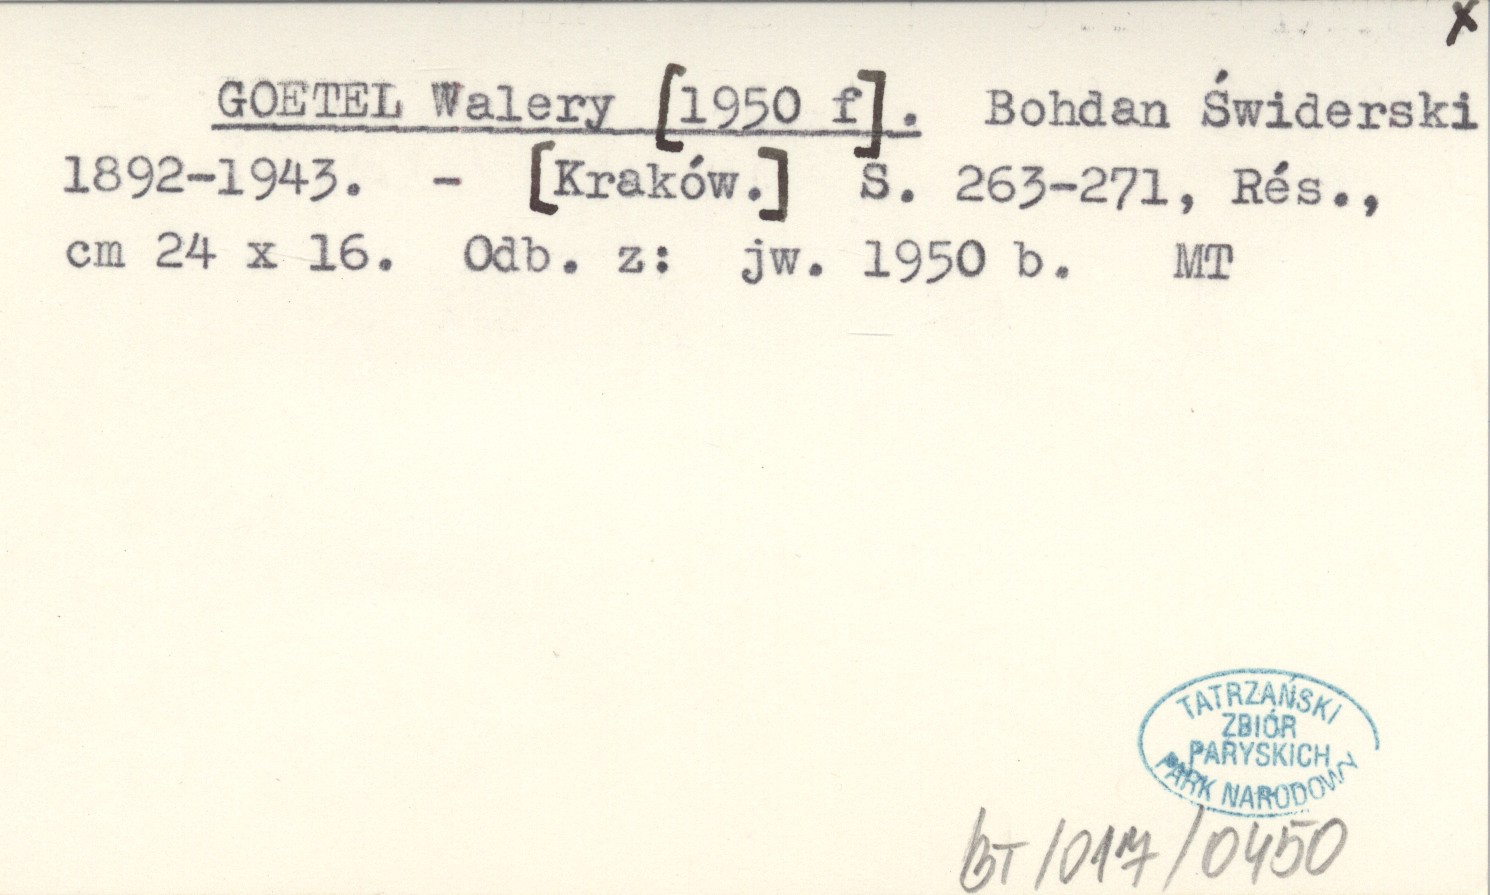 x
GOETEL Walery [1950 f]. Bohdan Świderski
1892-1943. - [Kraków.] S. 263-271, Rés.,
cm 24 x 16. Odb. z: jw. 1950 b. MT
TATRZAŃSKI
ZBIÓR
PARYSKICH
PARK NARODOWY
BT/017/0450